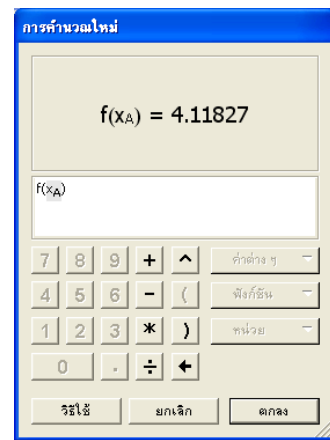 การคำนวณใหม่
f(xA) = 4.11827
f(xA)
7 8 9 + ^ ค่าต่าง ๆ
4 5 6 - ( ฟังก์ชัน
1 2 3 * ) หน่วย
0 . ÷ ←
วิธีใช้ ยกเลิก ตกลง